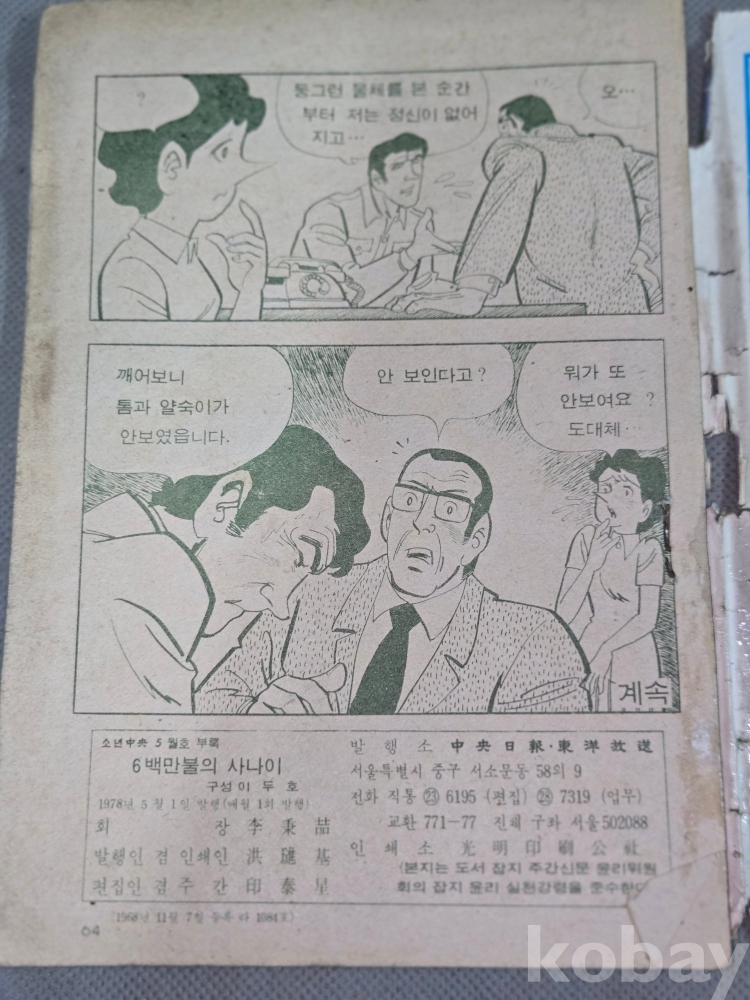 ?
둥그런 물체를 본 순간
부터 저는 정신이 없어
지고…
오…
깨어보니
톰과 얄숙이가
안보였읍니다.
안 보인다고?
뭐가 또
안보여요 ?
도대체…
계속
소년中央 5월호 부록
6백만불의 사나이
구성 이 두 호
1978년 5월 1일 발행(매월 1회 발행)
회 장 李秉喆
발행인 겸 인쇄인 洪璡基
편집인 겸 주 간 印泰星
발 행 소 中央日報·東洋放送
서울특별시 중구 서소문동 58의 9
전화 직통 ㉓ 6195 (편집) ㉘ 7319 (업무)
교환 771-77 진체 구좌 서울502088
인 쇄 소 光明印刷公社
(본지는 도서 잡지 주간신문 윤리위원
회의 잡지 윤리 실천강령을 준수한다
(1968년 11월 7일 등록 라 1084호)
64
kobay